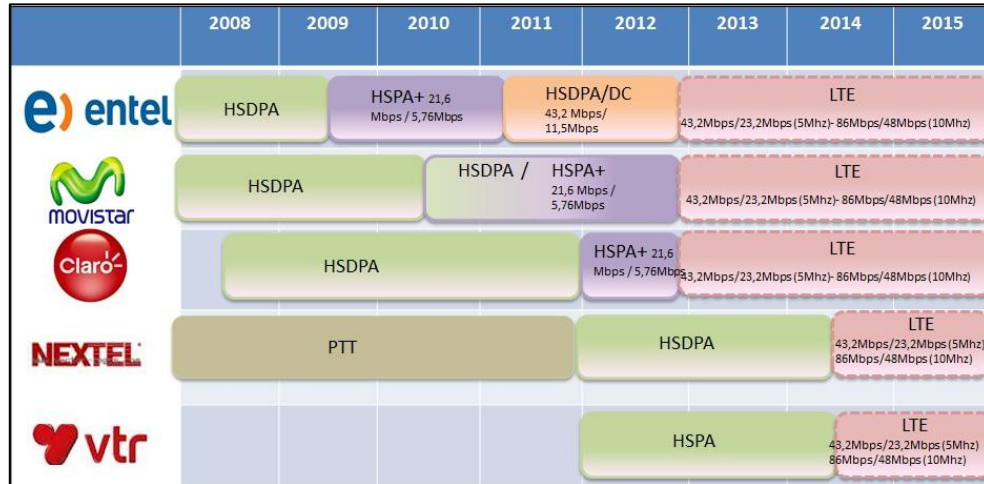 2008 2009 2010 2011 2012 2013 2014 2015
entel
HSDPA
HSPA+ 21,6
Mbps / 5,76Mbps
HSDPA/DC
43,2 Mbps/
11,5Mbps
LTE
43,2Mbps/23,2Mbps (5Mhz)- 86Mbps/48Mbps (10Mhz)
movistar
HSDPA
HSDPA / HSPA+
21,6 Mbps /
5,76Mbps
LTE
43,2Mbps/23,2Mbps (5Mhz)- 86Mbps/48Mbps (10Mhz)
Claro
HSDPA
HSPA+ 21,6
Mbps / 5,76Mbps
LTE
43,2Mbps/23,2Mbps (5Mhz)- 86Mbps/48Mbps (10Mhz)
NEXTEL
PTT
HSDPA
LTE
43,2Mbps/23,2Mbps (5Mhz)
86Mbps/48Mbps (10Mhz)
vtr
HSPA
LTE
43,2Mbps/23,2Mbps (5Mhz)
86Mbps/48Mbps (10Mhz)